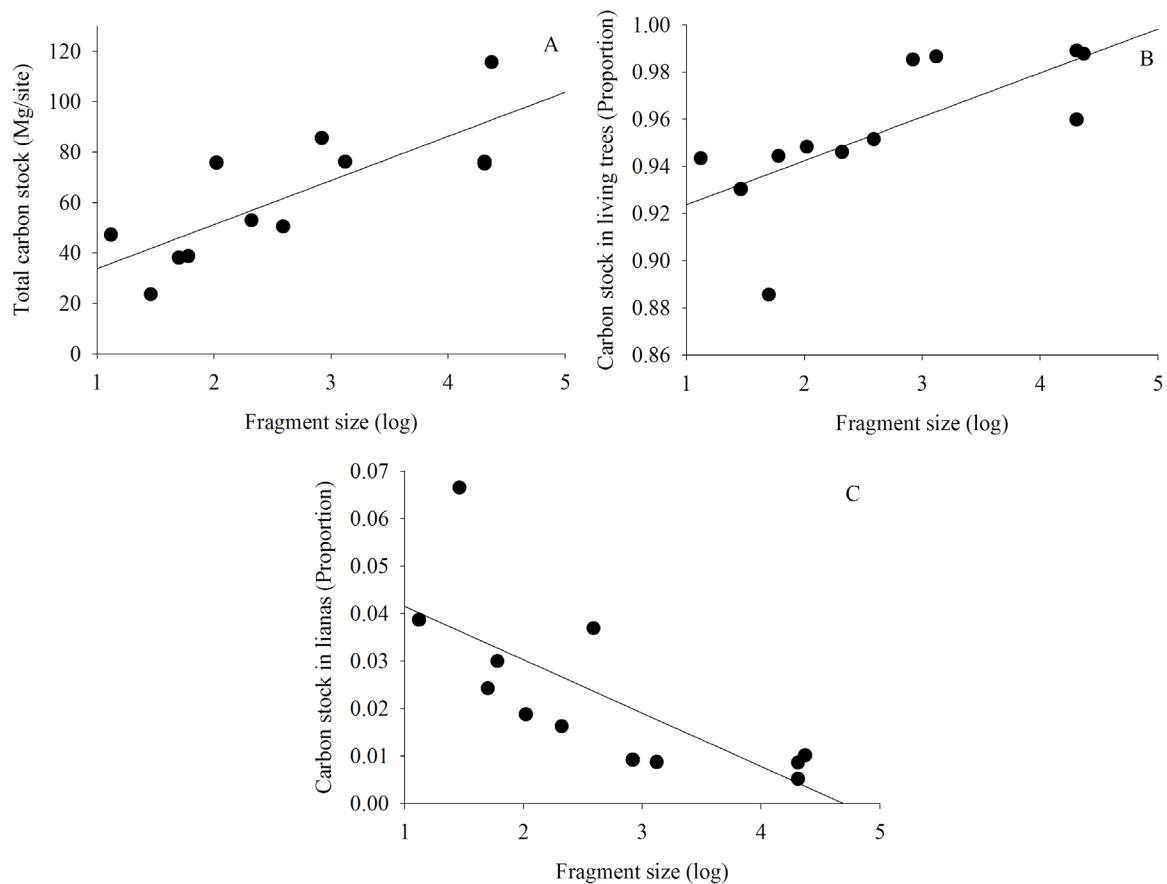 A
Total carbon stock (Mg/site)
120
100
80
60
40
20
0
1 2 3 4 5
Fragment size (log)
B
Carbon stock in living trees (Proportion)
1.00
0.98
0.96
0.94
0.92
0.90
0.88
0.86
1 2 3 4 5
Fragment size (log)
C
Carbon stock in lianas (Proportion)
0.07
0.06
0.05
0.04
0.03
0.02
0.01
0.00
1 2 3 4 5
Fragment size (log)